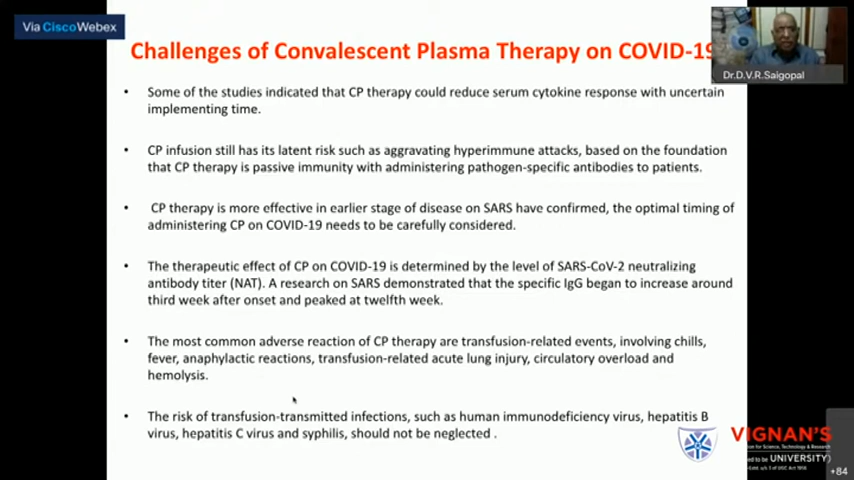 Via CiscoWebex
Challenges of Convalescent Plasma Therapy on COVID-19
Dr.D.V.R.Saigopal
• Some of the studies indicated that CP therapy could reduce serum cytokine response with uncertain
implementing time.
• CP infusion still has its latent risk such as aggravating hyperimmune attacks, based on the foundation
that CP therapy is passive immunity with administering pathogen-specific antibodies to patients.
• CP therapy is more effective in earlier stage of disease on SARS have confirmed, the optimal timing of
administering CP on COVID-19 needs to be carefully considered.
• The therapeutic effect of CP on COVID-19 is determined by the level of SARS-CoV-2 neutralizing
antibody titer (NAT). A research on SARS demonstrated that the specific IgG began to increase around
third week after onset and peaked at twelfth week.
• The most common adverse reaction of CP therapy are transfusion-related events, involving chills,
fever, anaphylactic reactions, transfusion-related acute lung injury, circulatory overload and
hemolysis.
• The risk of transfusion-transmitted infections, such as human immunodeficiency virus, hepatitis B
virus, hepatitis C virus and syphilis, should not be neglected .
VIGNAN'S
for Science, Technology & Research
to be UNIVERSITY)
+84